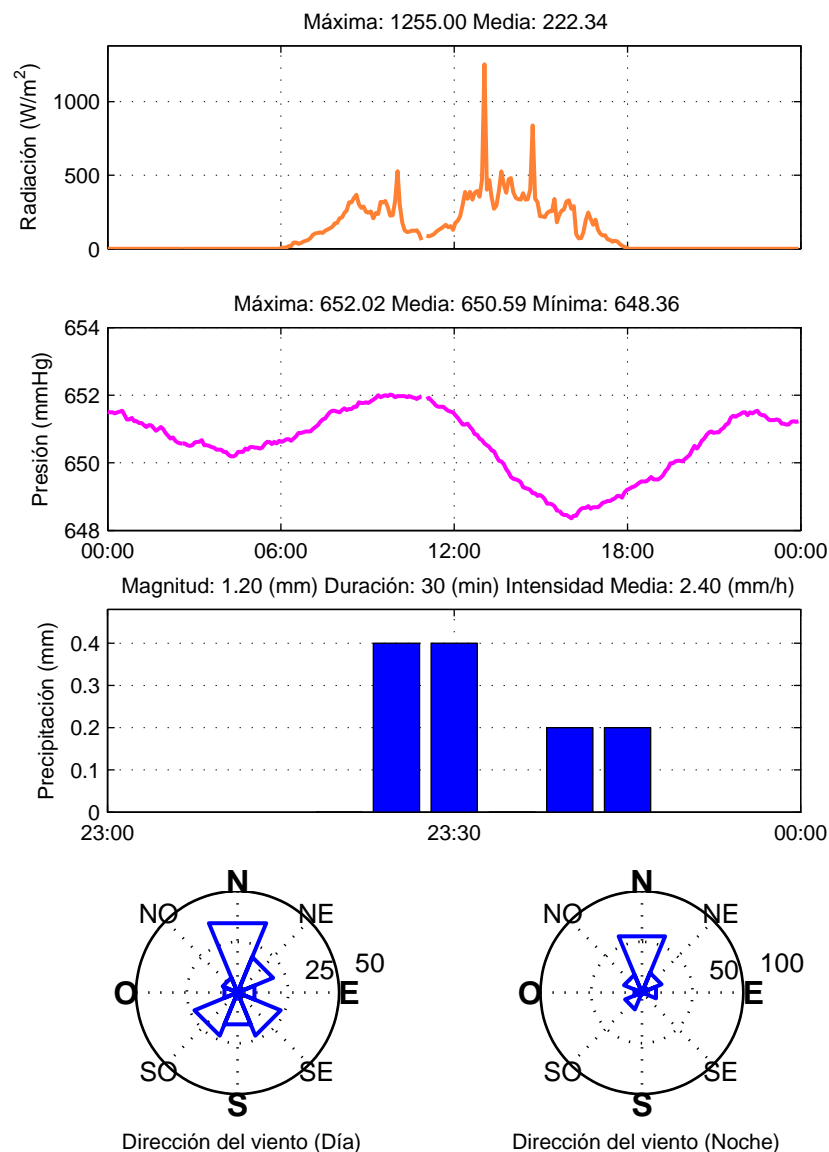 Máxima: 1255.00 Media: 222.34
Radiación (W/m²)
1000
500
0
Máxima: 652.02 Media: 650.59 Mínima: 648.36
Presión (mmHg)
654
652
650
648
00:00 06:00 12:00 18:00 00:00
Magnitud: 1.20 (mm) Duración: 30 (min) Intensidad Media: 2.40 (mm/h)
Precipitación (mm)
0.4
0.3
0.2
0.1
0
23:00 23:30 00:00
N
NO NE
25 50
O E
SO SE
S
Dirección del viento (Día)
N
NO NE
50 100
O E
SO SE
S
Dirección del viento (Noche)